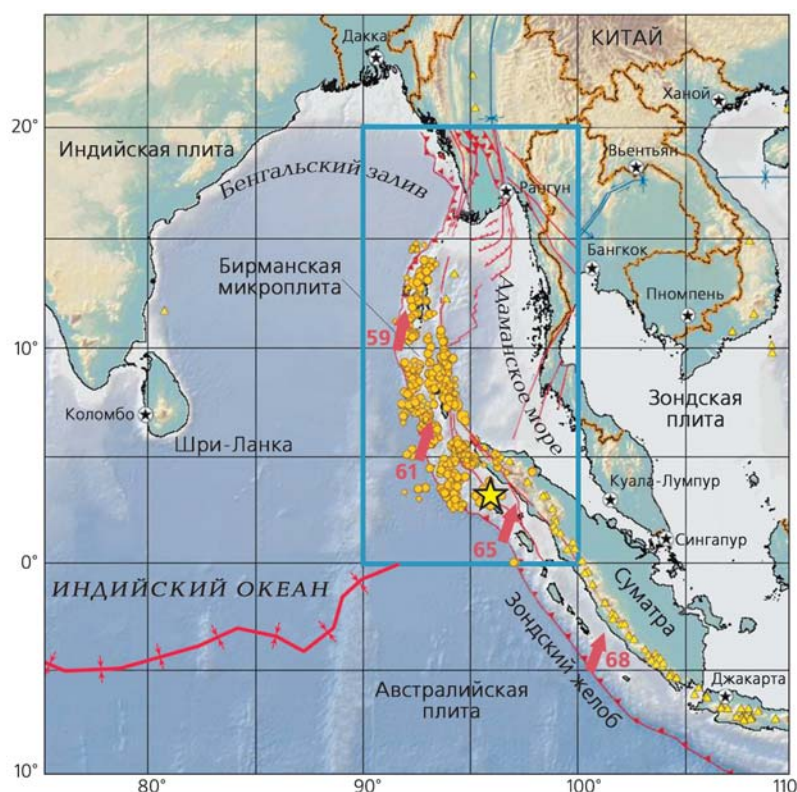 Дакка
КИТАЙ
Ханой
20°
Индийская плита
Бенгальский залив
Вьентьян
Рангун
Бирманская
микроплита
Бангкок
Пномпень
Адаманское море
59
10°
Коломбо
Шри-Ланка
Зондская
плита
61
Куала-Лумпур
65
Сингапур
0°
ИНДИЙСКИЙ ОКЕАН
Суматра
Зондский желоб
68
Австралийская
плита
Джакарта
10°
80°
90°
100°
110